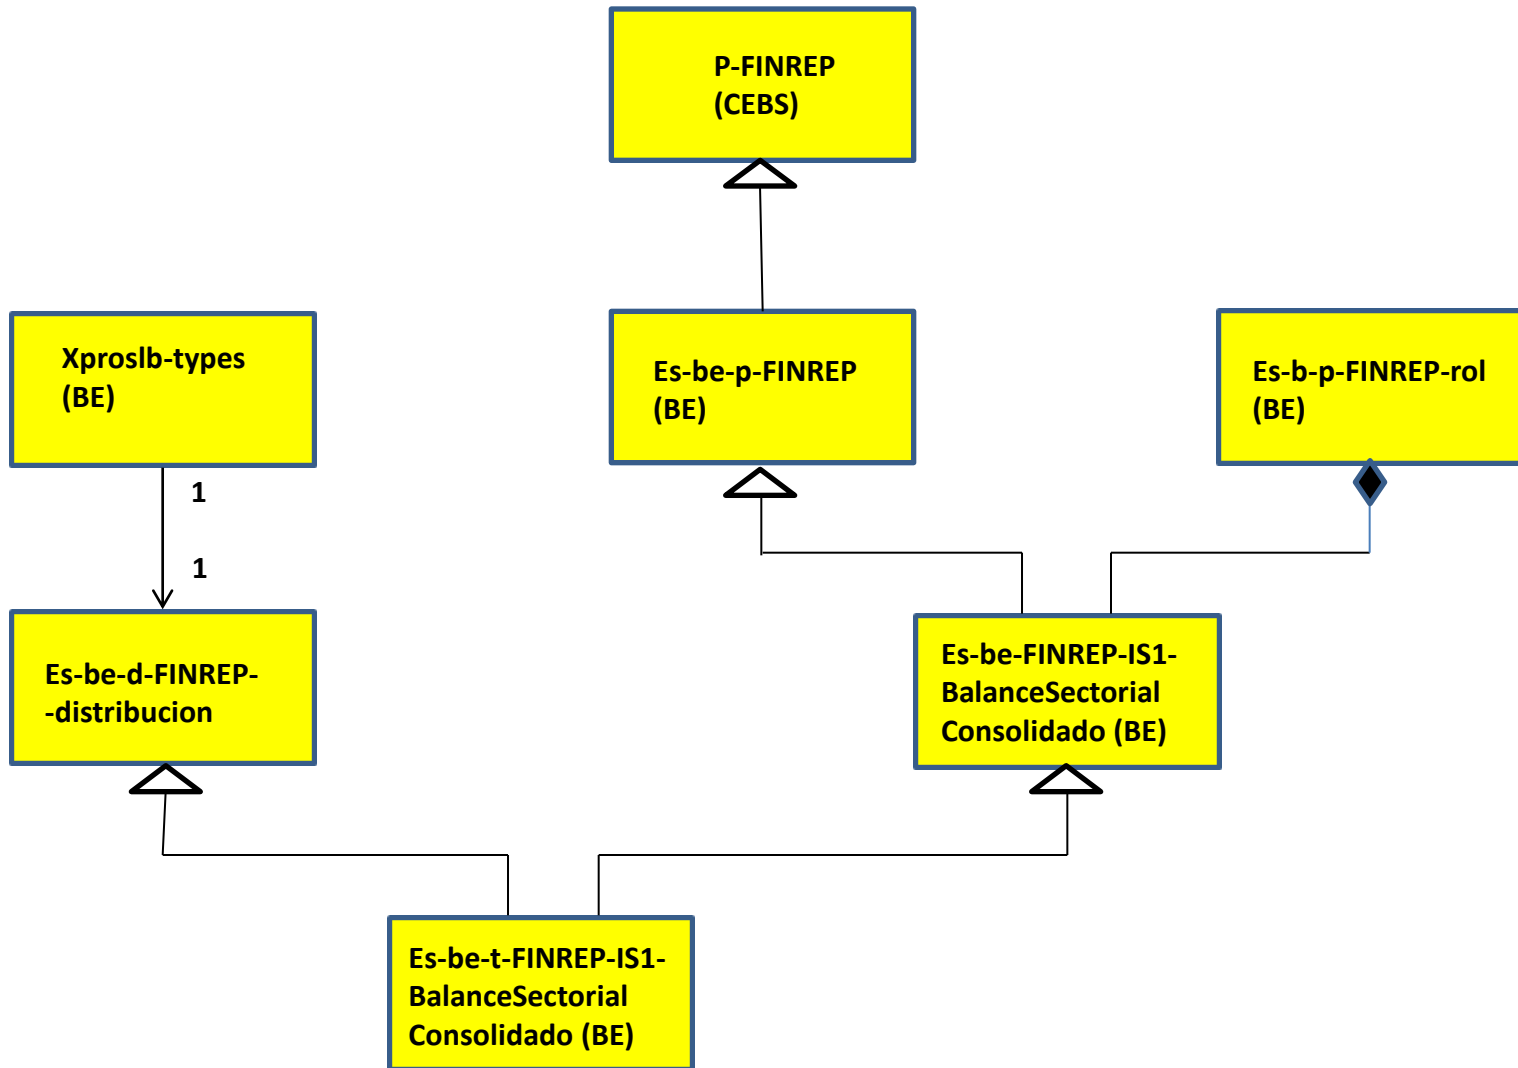 P-FINREP
(CEBS)
Xproslb-types
(BE)
Es-be-p-FINREP
(BE)
Es-b-p-FINREP-rol
(BE)
1
1
Es-be-d-FINREP-
-distribucion
Es-be-FINREP-IS1-
BalanceSectorial
Consolidado (BE)
Es-be-t-FINREP-IS1-
BalanceSectorial
Consolidado (BE)